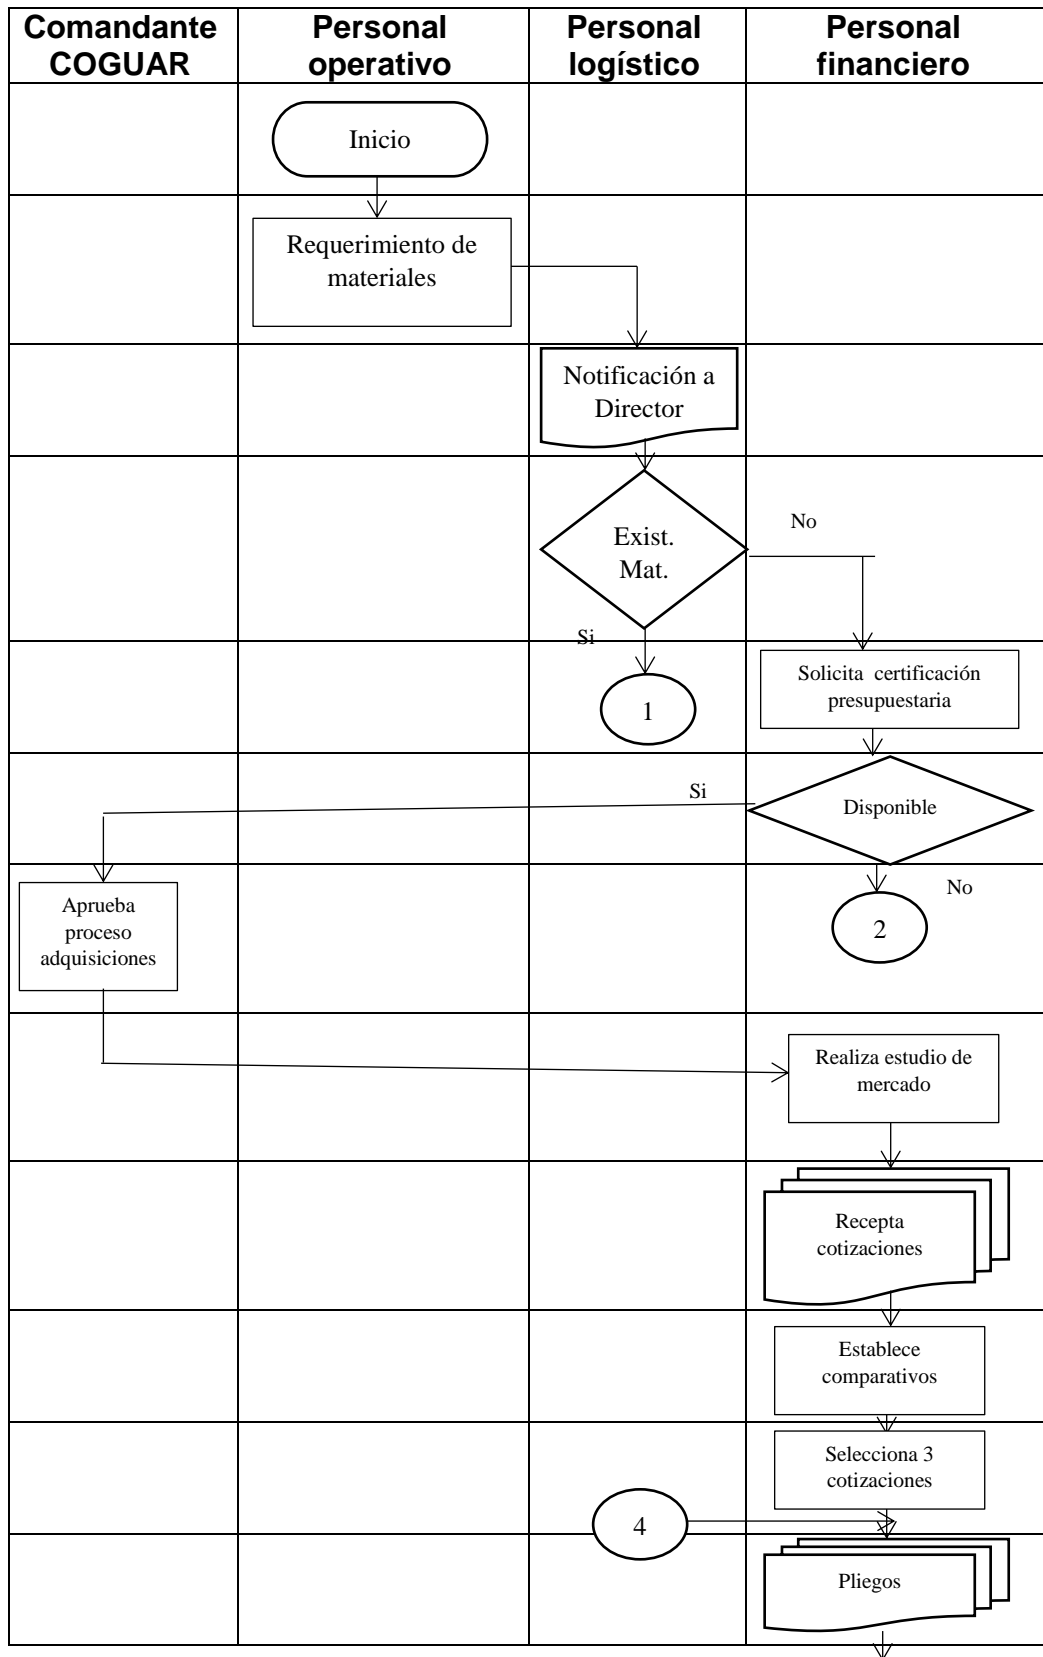 Comandante
COGUAR
Personal
operativo
Personal
logístico
Personal
financiero
Inicio
Requerimiento de
materiales
Notificación a
Director
Exist.
Mat.
No
Si
1
Solicita certificación
presupuestaria
Si
Disponible
No
2
Aprueba
proceso
adquisiciones
Realiza estudio de
mercado
Recepta
cotizaciones
Establece
comparativos
Selecciona 3
cotizaciones
4
Pliegos